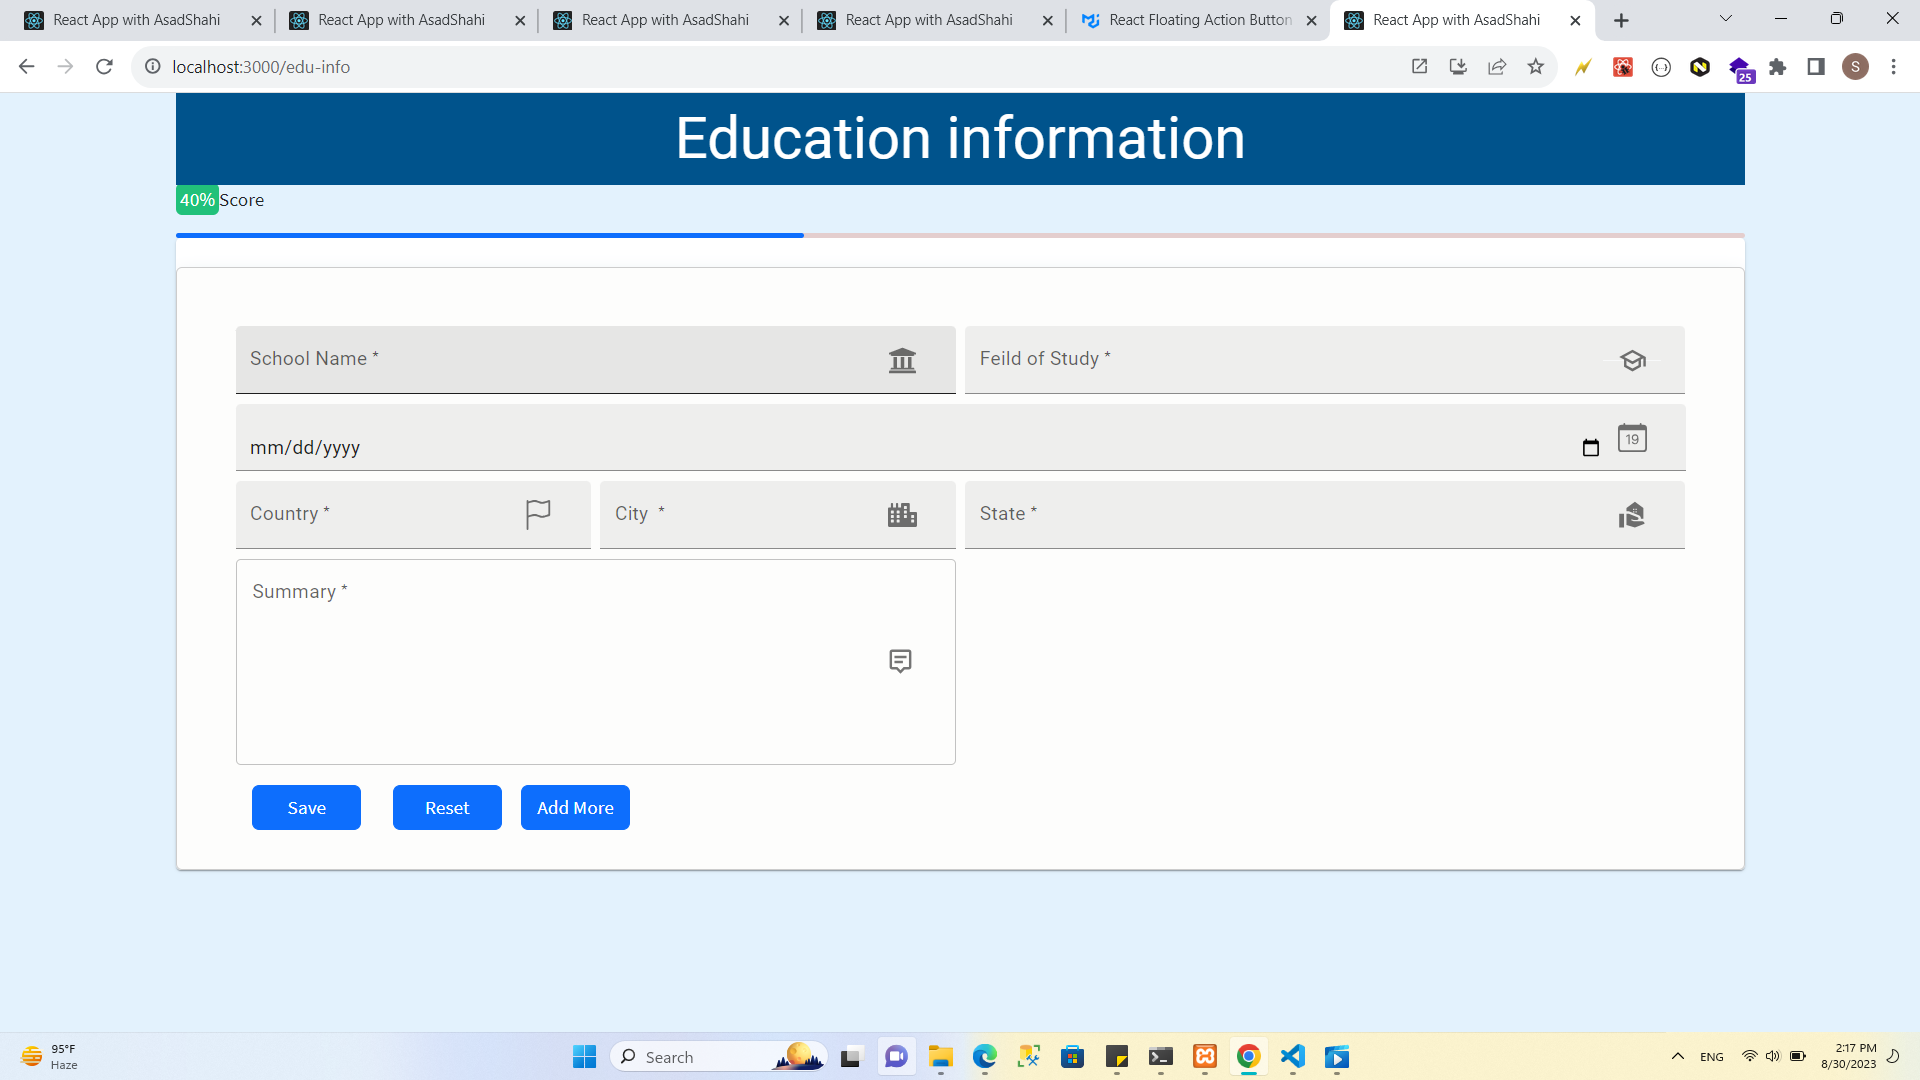 React App with AsadShahi
React App with AsadShahi
React App with AsadShahi
React App with AsadShahi
React Floating Action Button
React App with AsadShahi
localhost:3000/edu-info
25
S
Education information
40% Score
School Name *
Feild of Study *
mm/dd/yyyy
19
Country *
City *
State *
Summary *
Save
Reset
Add More
95°F
Haze
Search
ENG
2:17 PM
8/30/2023